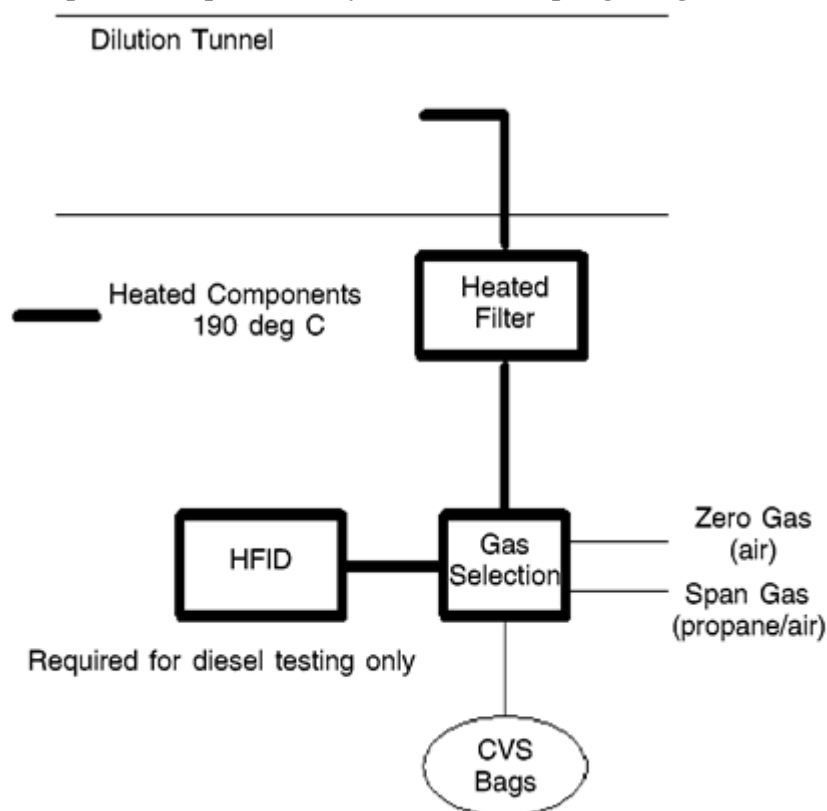 Dilution Tunnel
Heated Components
190 deg C
Heated
Filter
HFID
Gas
Selection
Zero Gas
(air)
Span Gas
(propane/air)
Required for diesel testing only
CVS
Bags